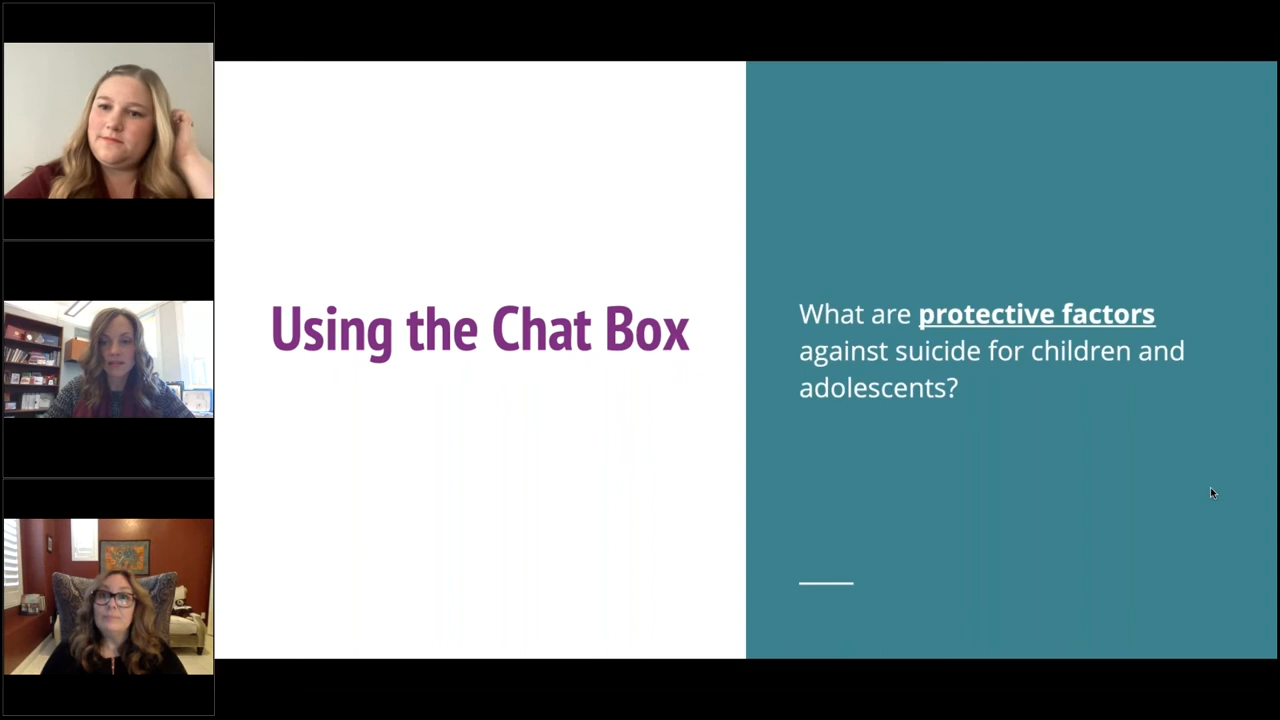 Using the Chat Box
What are protective factors
against suicide for children and
adolescents?